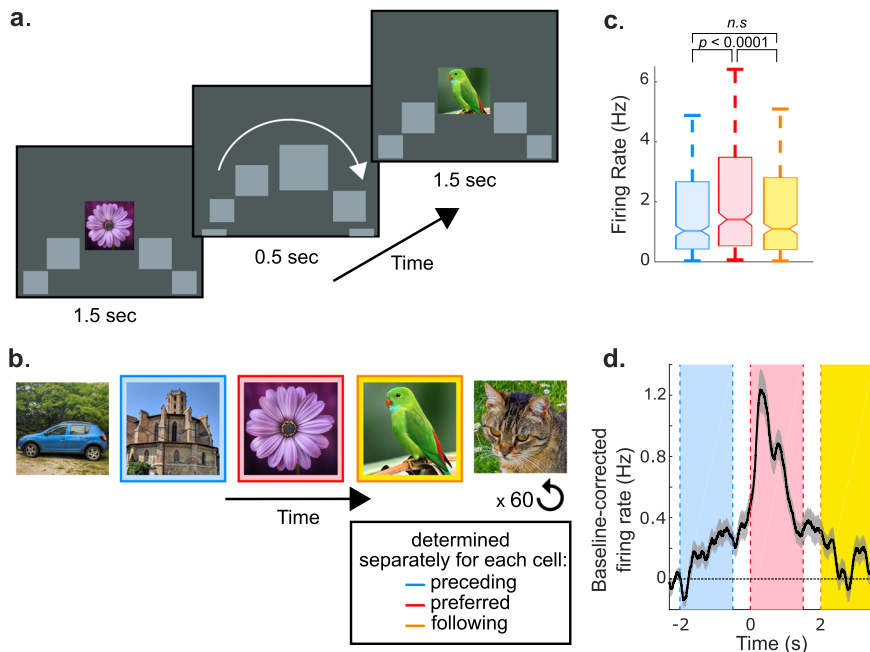 a.
1.5 sec
0.5 sec
1.5 sec
Time
b.
Time
x 60
determined
separately for each cell:
preceding
preferred
following
c.
n.s
p < 0.0001
Firing Rate (Hz)
6
4
2
0
d.
Baseline-corrected
firing rate (Hz)
1.2
0.8
0.4
0
-2
0
2
Time (s)